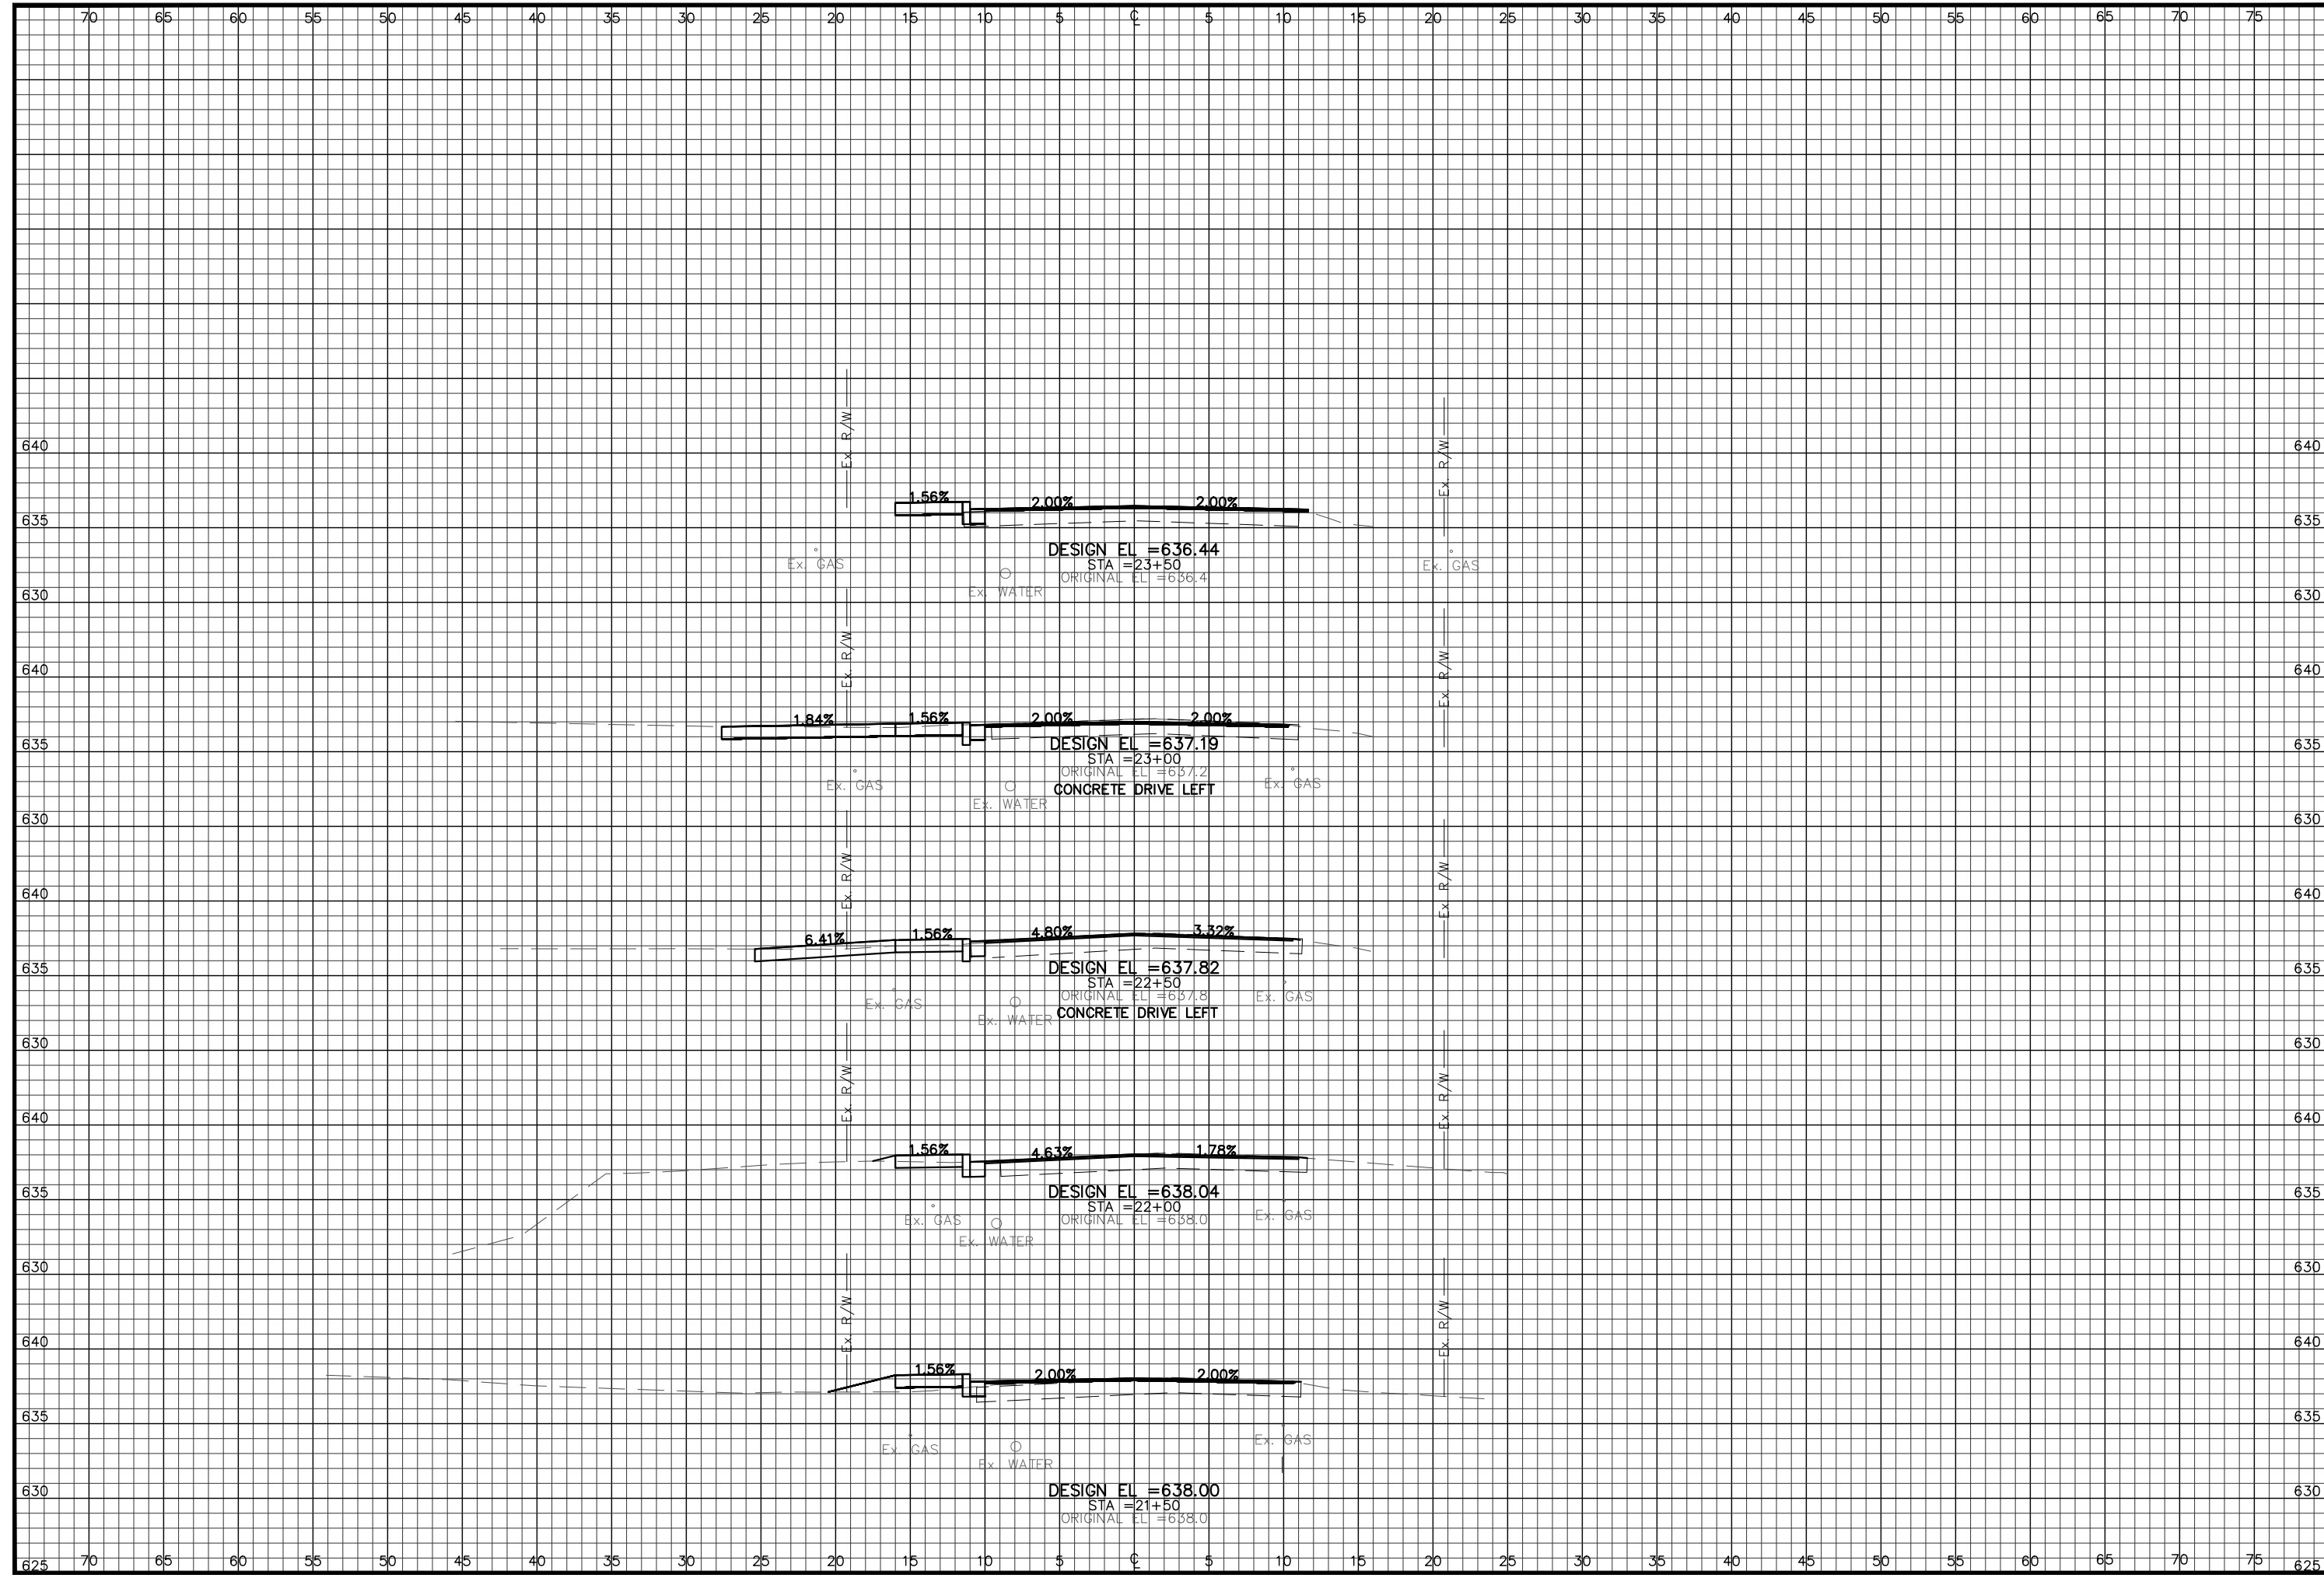 70 65 60 55 50 45 40 35 30 25 20 15 10 5 ℄ 5 10 15 20 25 30 35 40 45 50 55 60 65 70 75
Ex. R/W
Ex. R/W
640 640
1.56% 2.00% 2.00%
635 635
DESIGN EL =636.44
Ex. GAS STA =23+50 Ex. GAS
ORIGINAL EL =636.4
Ex. WATER
630 630
Ex. R/W
Ex. R/W
640 640
1.84% 1.56% 2.00% 2.00%
635 635
DESIGN EL =637.19
STA =23+00
ORIGINAL EL =637.2
Ex. GAS CONCRETE DRIVE LEFT Ex. GAS
Ex. WATER
630 630
Ex. R/W
Ex. R/W
640 640
6.41% 1.56% 4.80% 3.32%
635 635
DESIGN EL =637.82
STA =22+50
Ex. GAS ORIGINAL EL =637.8 Ex. GAS
Ex. WATER CONCRETE DRIVE LEFT
630 630
Ex. R/W
Ex. R/W
640 640
1.56% 4.63% 1.78%
635 635
DESIGN EL =638.04
STA =22+00
Ex. GAS ORIGINAL EL =638.0 Ex. GAS
Ex. WATER
630 630
Ex. R/W
Ex. R/W
640 640
1.56% 2.00% 2.00%
635 635
Ex. GAS Ex. GAS
Ex. WATER
630 DESIGN EL =638.00 630
STA =21+50
ORIGINAL EL =638.0
625 70 65 60 55 50 45 40 35 30 25 20 15 10 5 ℄ 5 10 15 20 25 30 35 40 45 50 55 60 65 70 75 625